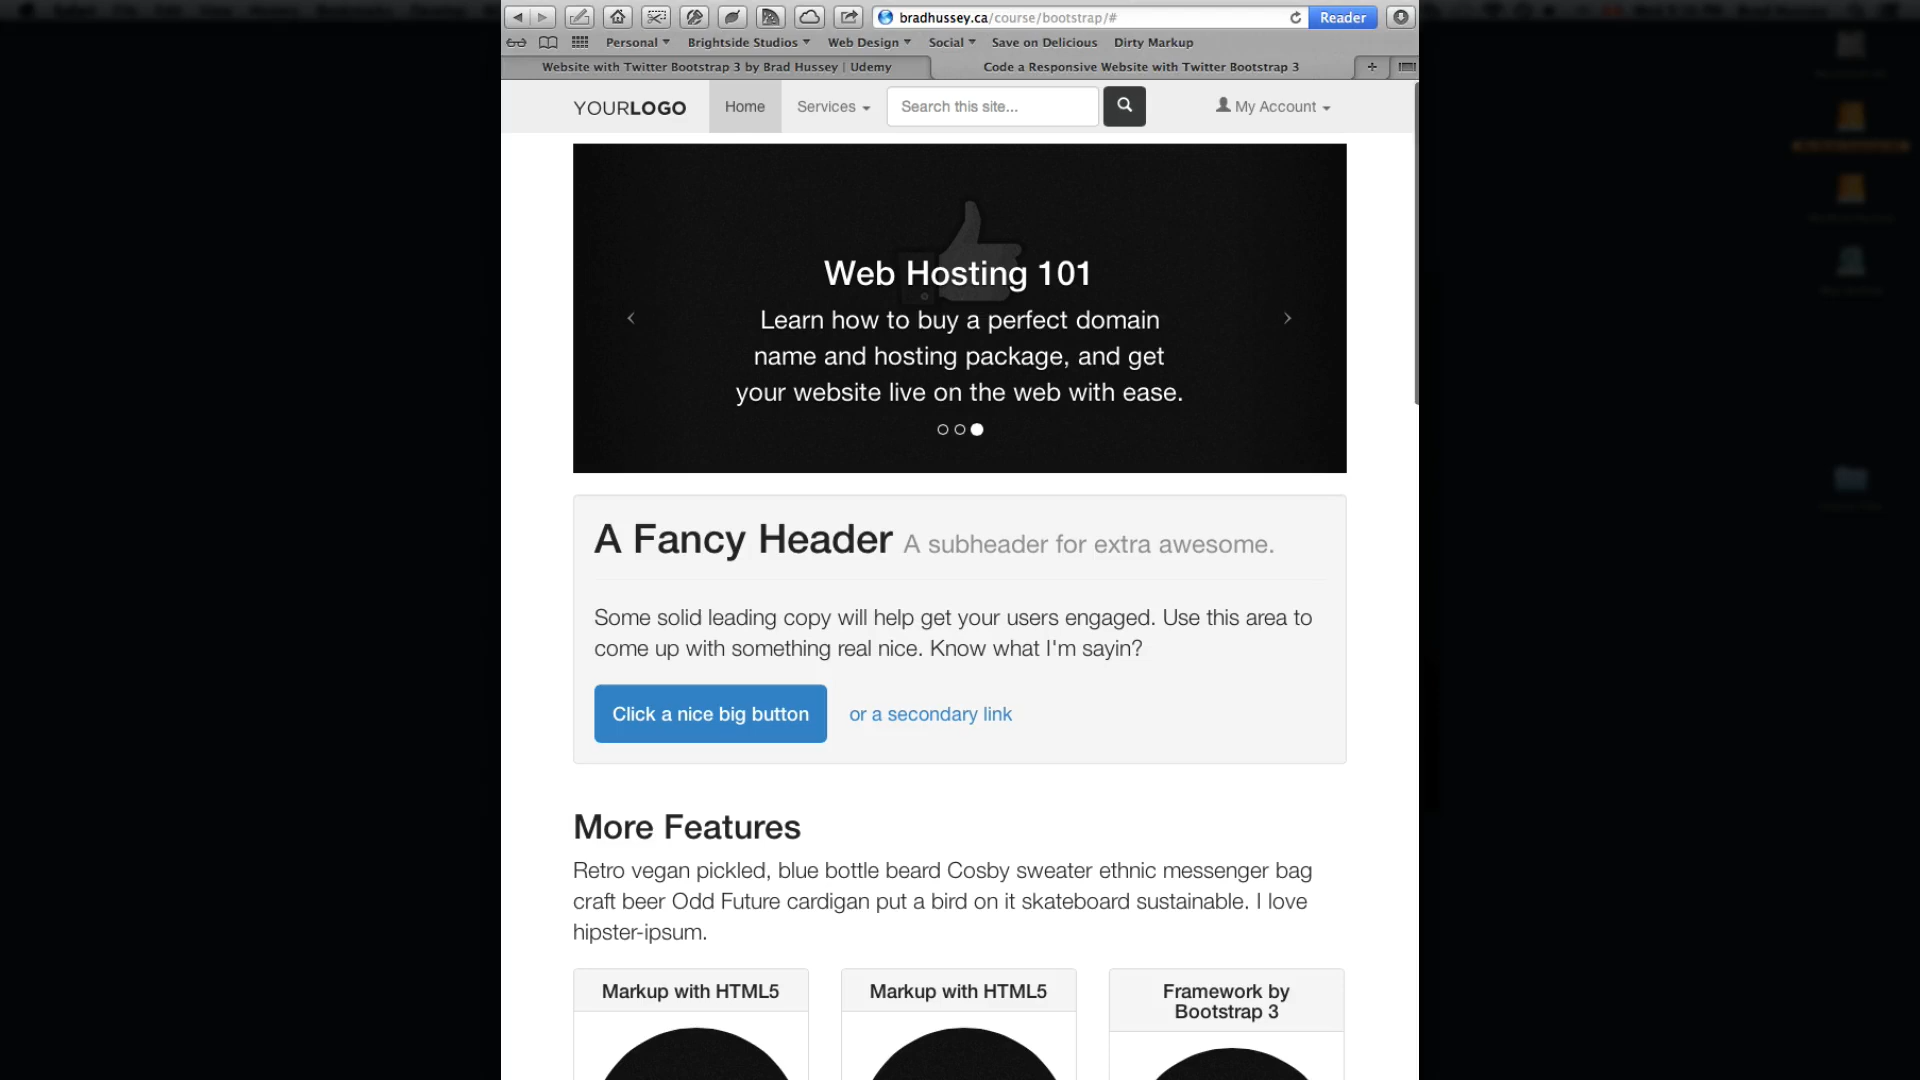 bradhussey.ca/course/bootstrap/#
Reader
Personal
Brightside Studios
Web Design
Social
Save on Delicious
Dirty Markup
Website with Twitter Bootstrap 3 by Brad Hussey | Udemy
Code a Responsive Website with Twitter Bootstrap 3
YOURLOGO
Home
Services
Search this site...
My Account
Web Hosting 101
Learn how to buy a perfect domain
name and hosting package, and get
your website live on the web with ease.
A Fancy Header A subheader for extra awesome.
Some solid leading copy will help get your users engaged. Use this area to
come up with something real nice. Know what I'm sayin?
Click a nice big button
or a secondary link
More Features
Retro vegan pickled, blue bottle beard Cosby sweater ethnic messenger bag
craft beer Odd Future cardigan put a bird on it skateboard sustainable. I love
hipster-ipsum.
Markup with HTML5
Markup with HTML5
Framework by
Bootstrap 3